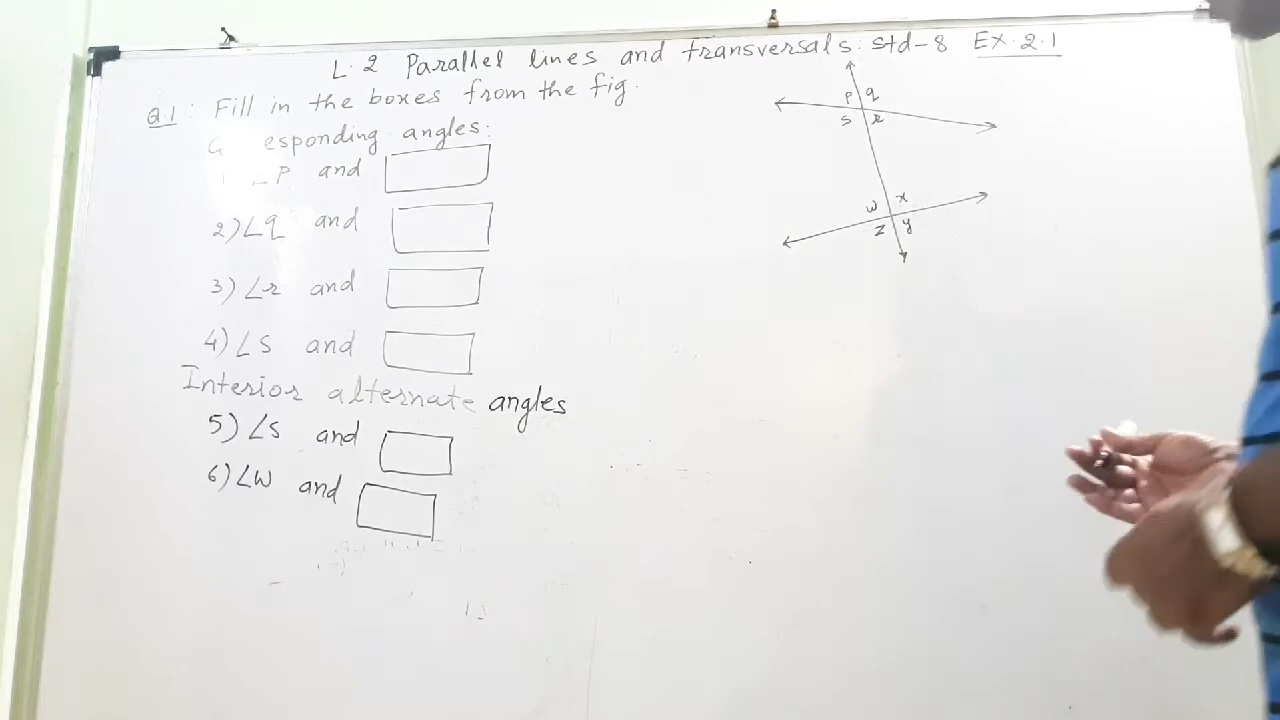 L. 2 Parallel lines and transversals: Std-8 Ex. 2.1
Q.1: Fill in the boxes from the fig.
esponding angles:
∠P and
2) ∠q and
3) ∠r and
4) ∠S and
Interior alternate angles
5) ∠S and
6) ∠W and
P q
S r
W x
Z y